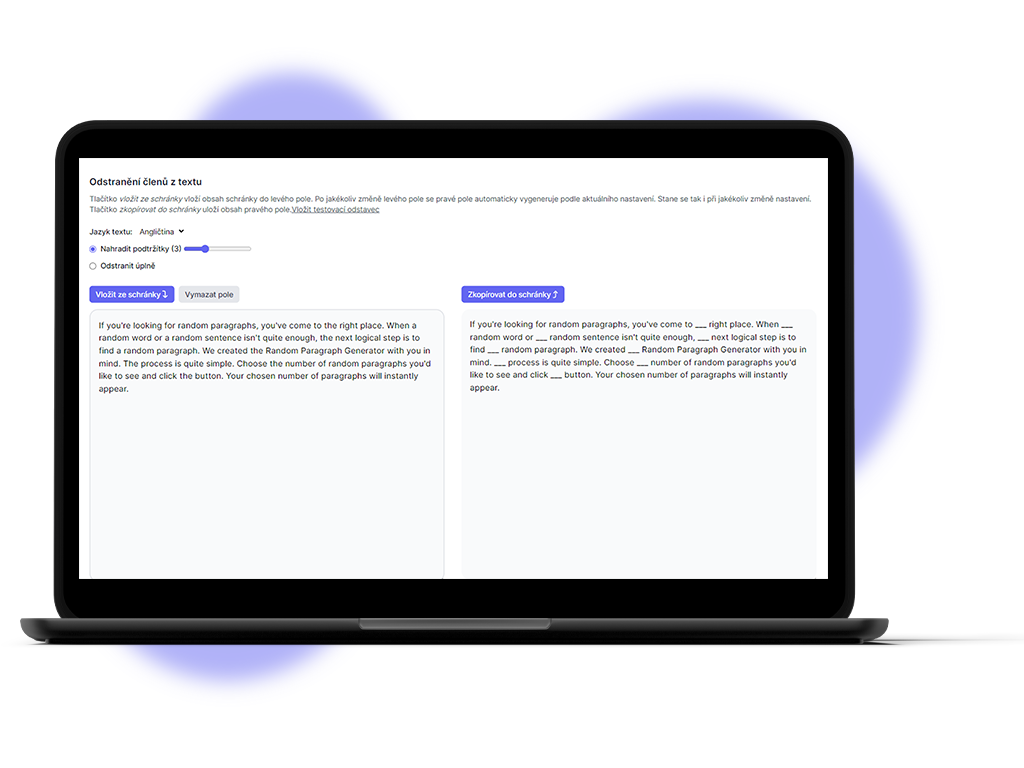 Odstranění členů z textu
Tlačítko vložit ze schránky vloží obsah schránky do levého pole. Po jakékoliv změně levého pole se pravé pole automaticky vygeneruje podle aktuálního nastavení. Stane se tak i při jakékoliv změně nastavení.
Tlačítko zkopírovat do schránky uloží obsah pravého pole.Vložit testovací odstavec
Jazyk textu: Angličtina
Nahradit podtržítky (3)
Odstranit úplně
Vložit ze schránky ⤵ Vymazat pole
Zkopírovat do schránky ⤴
If you're looking for random paragraphs, you've come to the right place. When a
random word or a random sentence isn't quite enough, the next logical step is to
find a random paragraph. We created the Random Paragraph Generator with you in
mind. The process is quite simple. Choose the number of random paragraphs you'd
like to see and click the button. Your chosen number of paragraphs will instantly
appear.
If you're looking for random paragraphs, you've come to ___ right place. When ___
random word or ___ random sentence isn't quite enough, ___ next logical step is to
find ___ random paragraph. We created ___ Random Paragraph Generator with you in
mind. ___ process is quite simple. Choose ___ number of random paragraphs you'd
like to see and click ___ button. Your chosen number of paragraphs will instantly
appear.